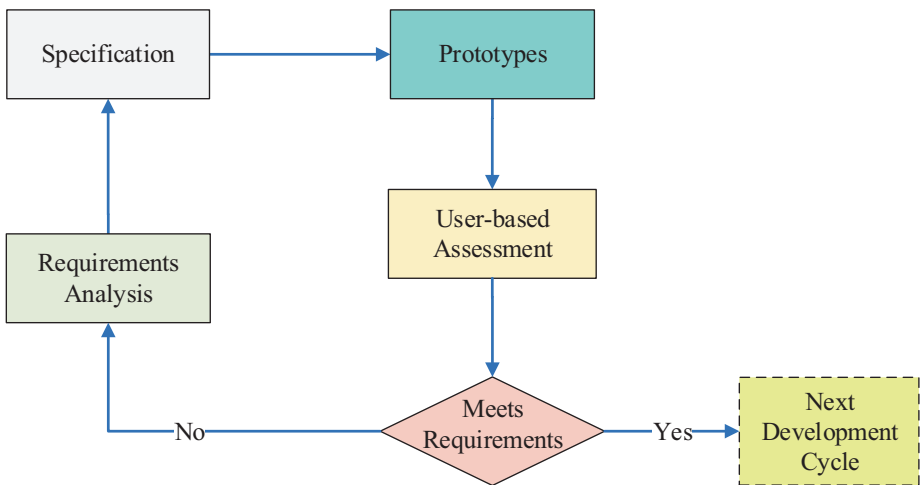 Specification
Prototypes
User-based
Assessment
Requirements
Analysis
Meets
Requirements
No
Yes
Next
Development
Cycle